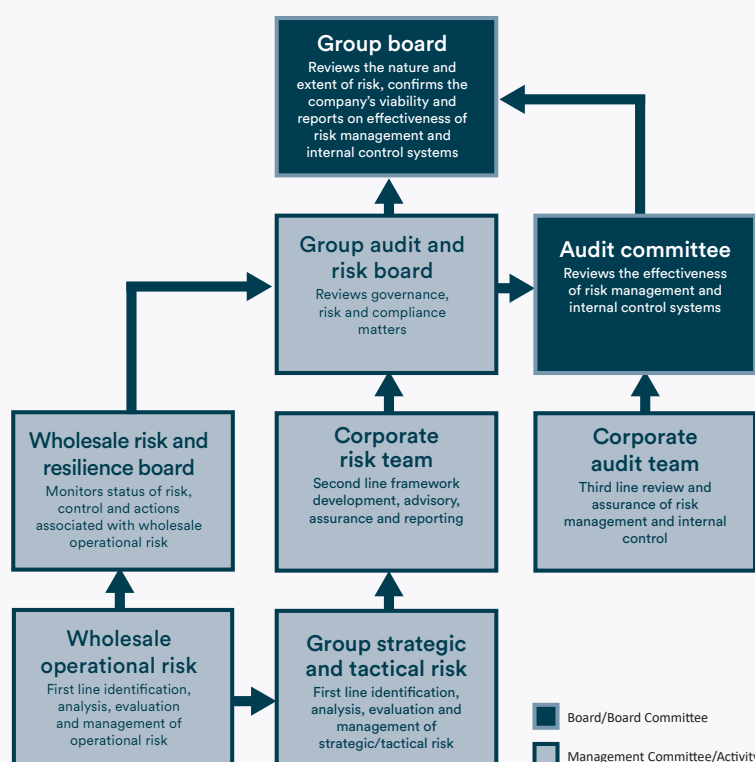 Group board
Reviews the nature and
extent of risk, confirms the
company’s viability and
reports on effectiveness of
risk management and
internal control systems
Group audit and
risk board
Reviews governance,
risk and compliance
matters
Audit committee
Reviews the effectiveness
of risk management and
internal control systems
Wholesale risk and
resilience board
Monitors status of risk,
control and actions
associated with wholesale
operational risk
Corporate
risk team
Second line framework
development, advisory,
assurance and reporting
Corporate
audit team
Third line review and
assurance of risk
management and internal
control
Wholesale
operational risk
First line identification,
analysis, evaluation
and management of
operational risk
Group strategic
and tactical risk
First line identification,
analysis, evaluation and
management of
strategic/tactical risk
Board/Board Committee
Management Committee/Activity